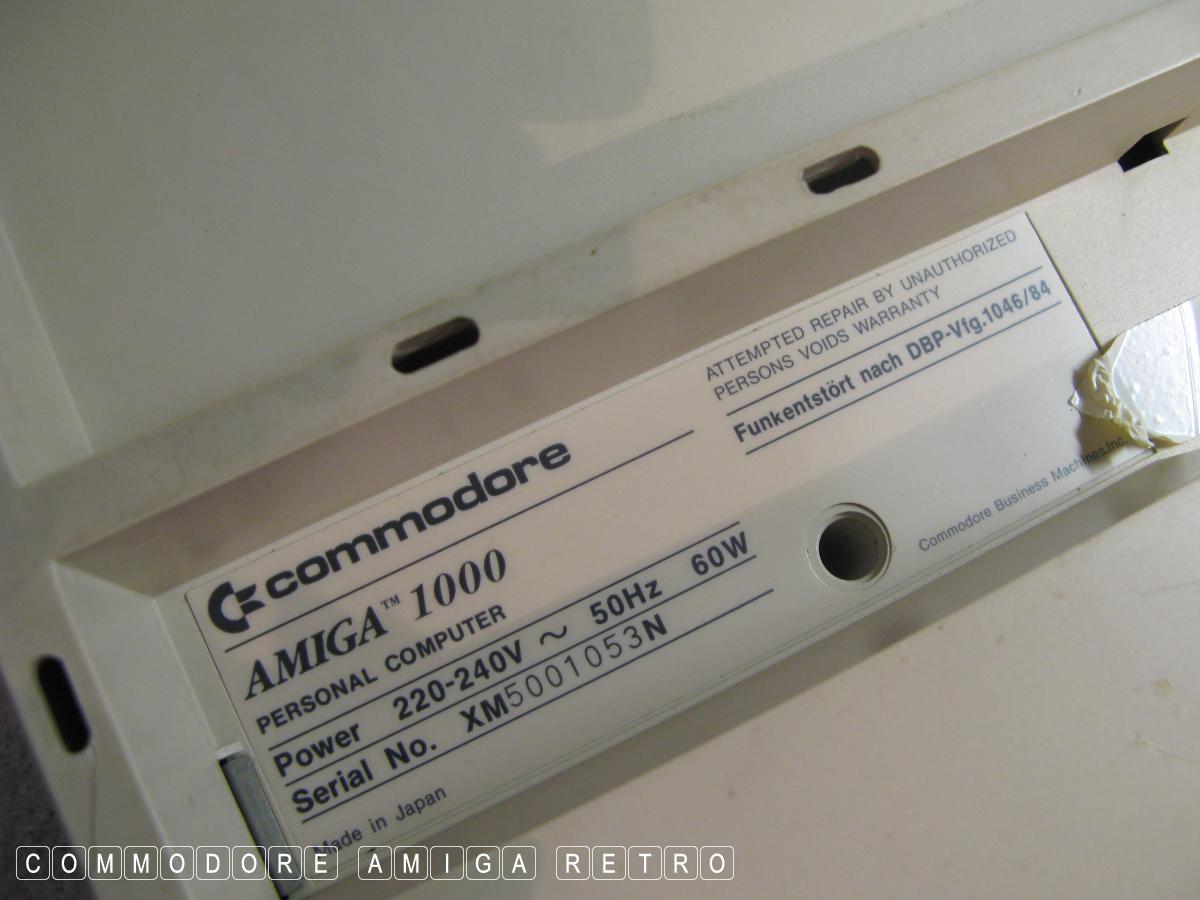 commodore
AMIGA™ 1000
PERSONAL COMPUTER
Power 220-240V ~ 50Hz 60W
Serial No. XM5001053N
Made in Japan
ATTEMPTED REPAIR BY UNAUTHORIZED
PERSONS VOIDS WARRANTY
Funkentstört nach DBP-Vfg.1046/84
Commodore Business Machines,Inc.
COMMODORE AMIGA RETRO